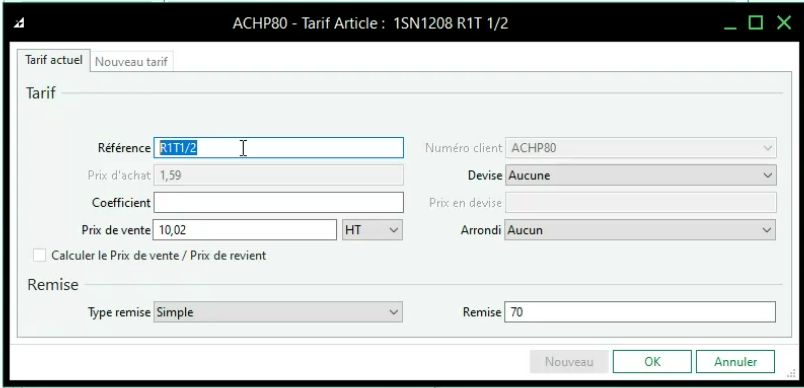 ACHP80 - Tarif Article : 1SN1208 R1T 1/2
Tarif actuel Nouveau tarif
Tarif
Référence R1T1/2 Numéro client ACHP80
Prix d'achat 1,59 Devise Aucune
Coefficient Prix en devise
Prix de vente 10,02 HT Arrondi Aucun
Calculer le Prix de vente / Prix de revient
Remise
Type remise Simple Remise 70
Nouveau OK Annuler